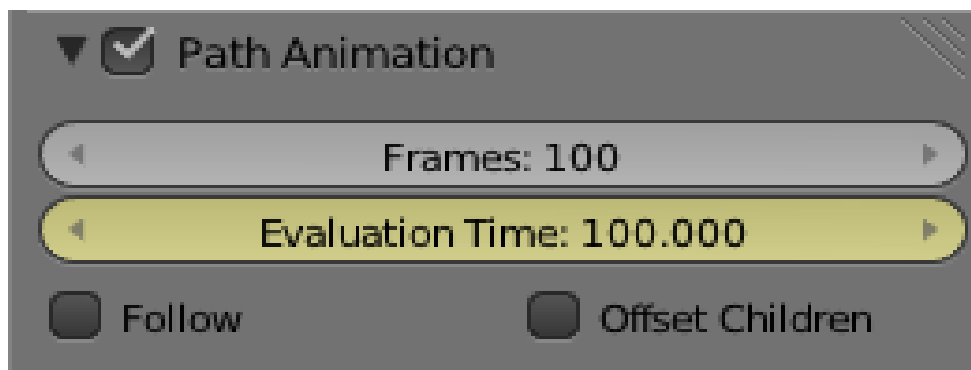 Path Animation
Frames: 100
Evaluation Time: 100.000
Follow
Offset Children